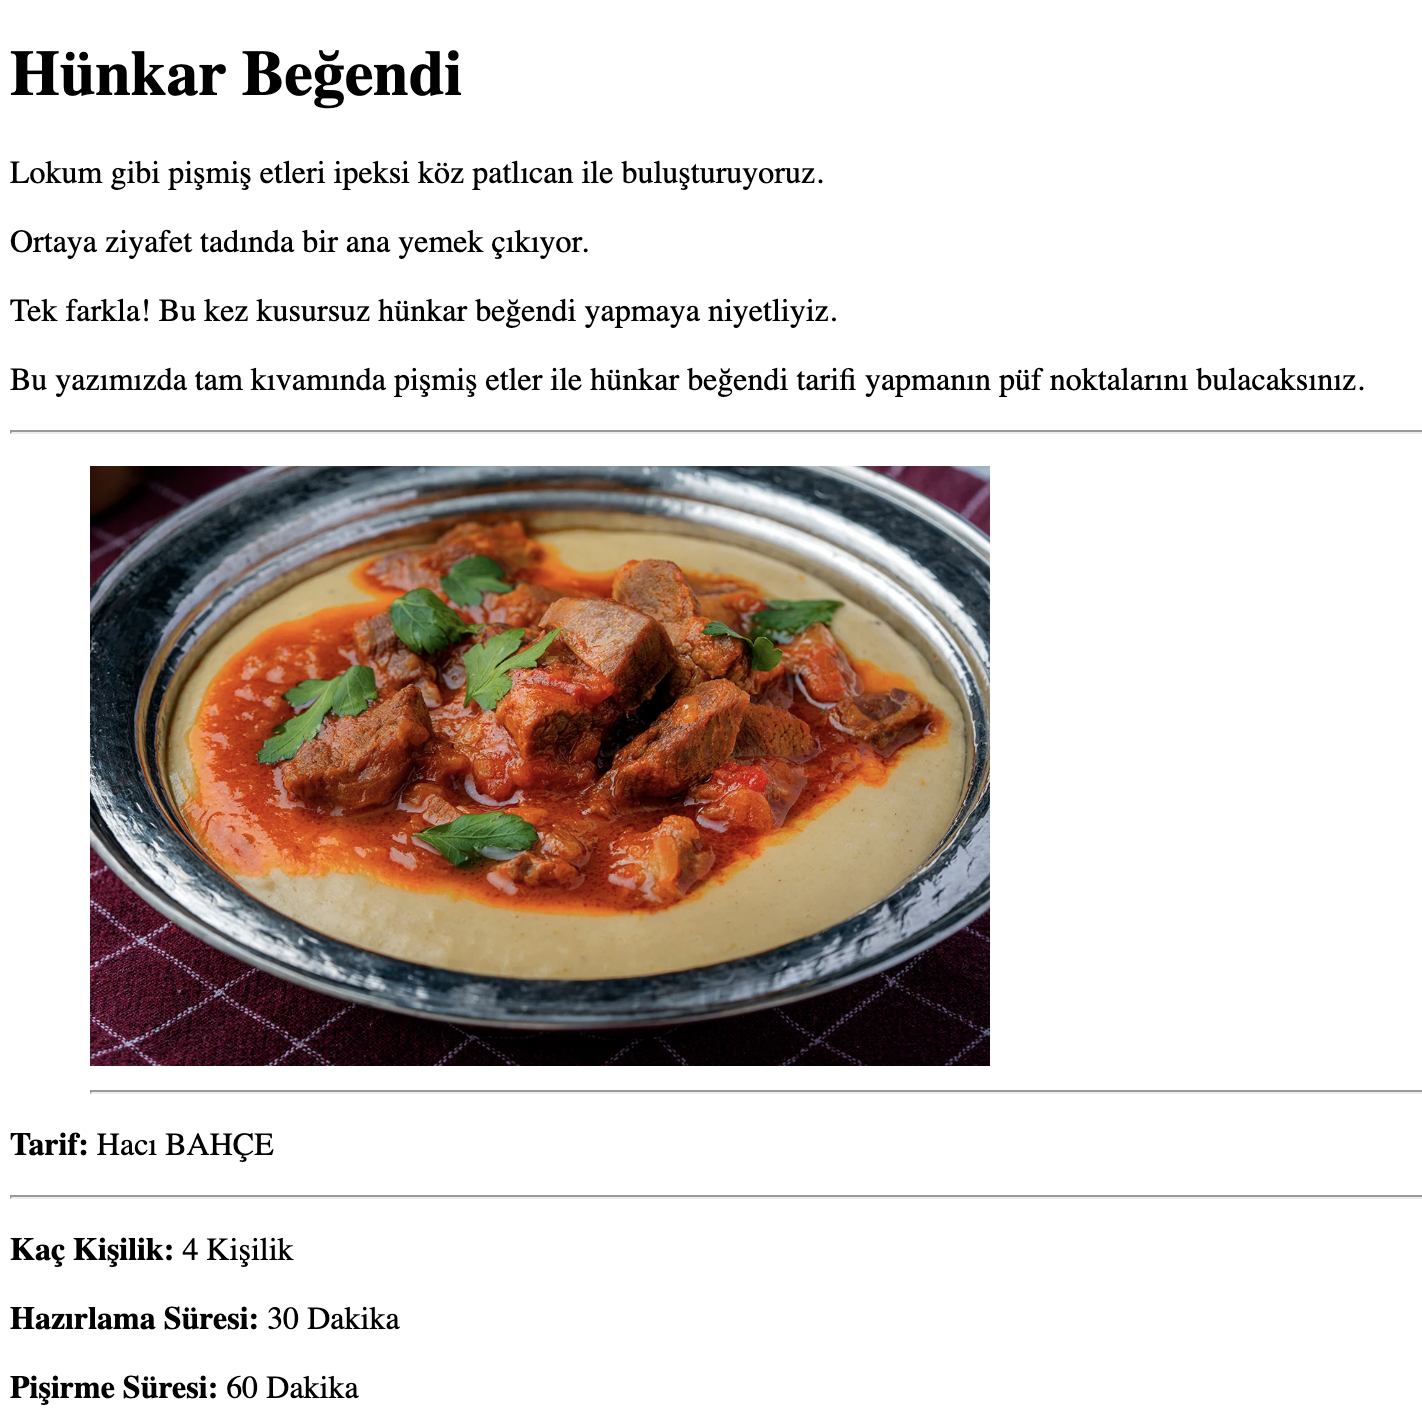 Hünkar Beğendi
Lokum gibi pişmiş etleri ipeksi köz patlıcan ile buluşturuyoruz.
Ortaya ziyafet tadında bir ana yemek çıkıyor.
Tek farkla! Bu kez kusursuz hünkar beğendi yapmaya niyetliyiz.
Bu yazımızda tam kıvamında pişmiş etler ile hünkar beğendi tarifi yapmanın püf noktalarını bulacaksınız.
Tarif: Hacı BAHÇE
Kaç Kişilik: 4 Kişilik
Hazırlama Süresi: 30 Dakika
Pişirme Süresi: 60 Dakika